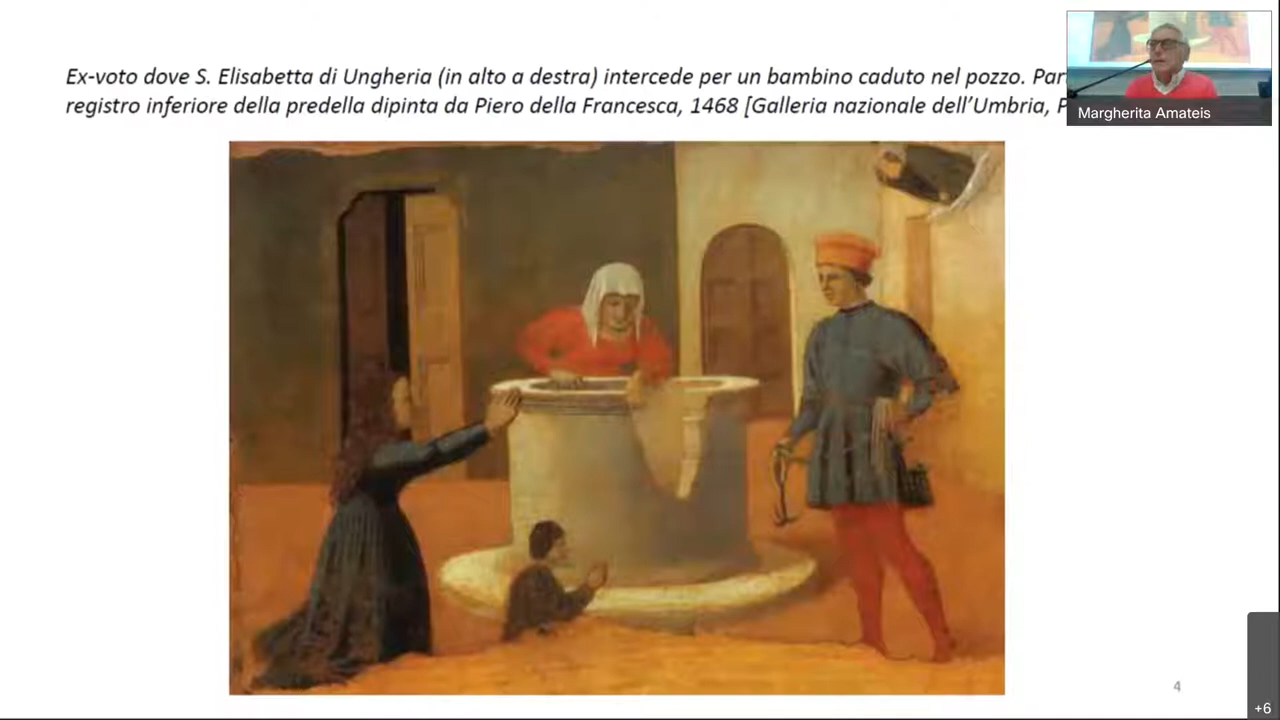 Ex-voto dove S. Elisabetta di Ungheria (in alto a destra) intercede per un bambino caduto nel pozzo.
registro inferiore della predella dipinta da Piero della Francesca, 1468 [Galleria nazionale dell’Umbria,
Margherita Amateis
4
+6